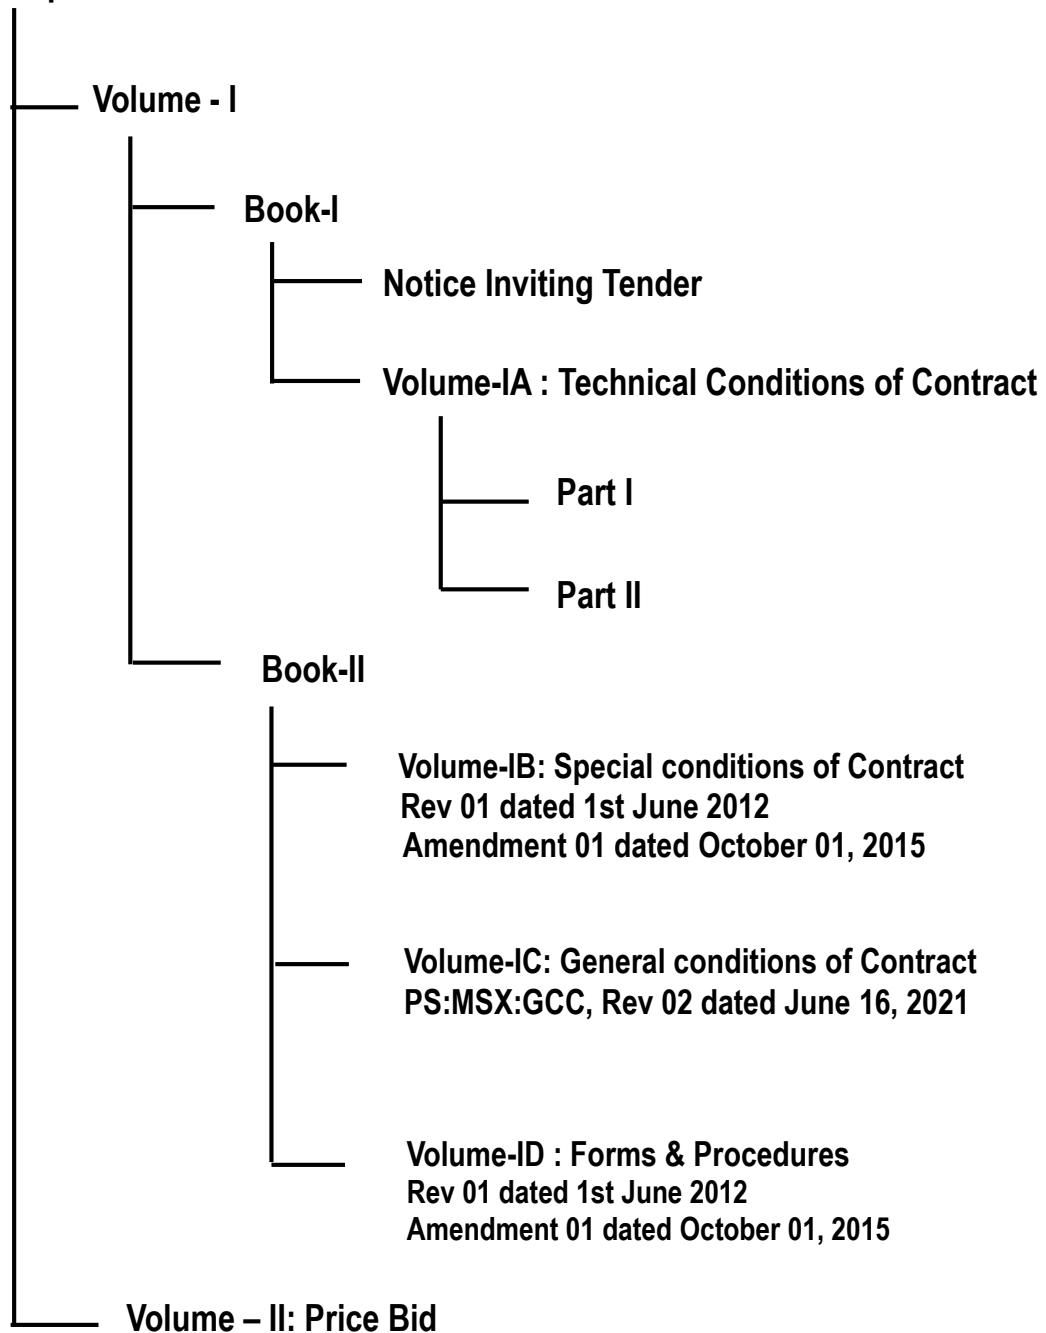 Volume - I
Book-I
Notice Inviting Tender
Volume-IA : Technical Conditions of Contract
Part I
Part II
Book-II
Volume-IB: Special conditions of Contract
Rev 01 dated 1st June 2012
Amendment 01 dated October 01, 2015
Volume-IC: General conditions of Contract
PS:MSX:GCC, Rev 02 dated June 16, 2021
Volume-ID : Forms & Procedures
Rev 01 dated 1st June 2012
Amendment 01 dated October 01, 2015
Volume – II: Price Bid